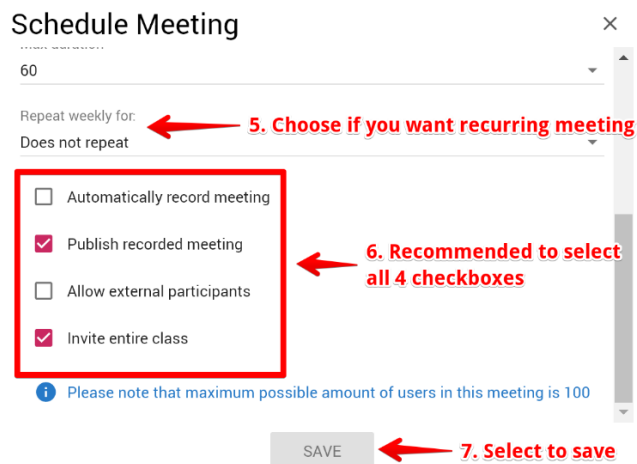 Schedule Meeting
Max duration
60
Repeat weekly for:
5. Choose if you want recurring meeting
Does not repeat
Automatically record meeting
Publish recorded meeting
6. Recommended to select
all 4 checkboxes
Allow external participants
Invite entire class
Please note that maximum possible amount of users in this meeting is 100
SAVE
7. Select to save